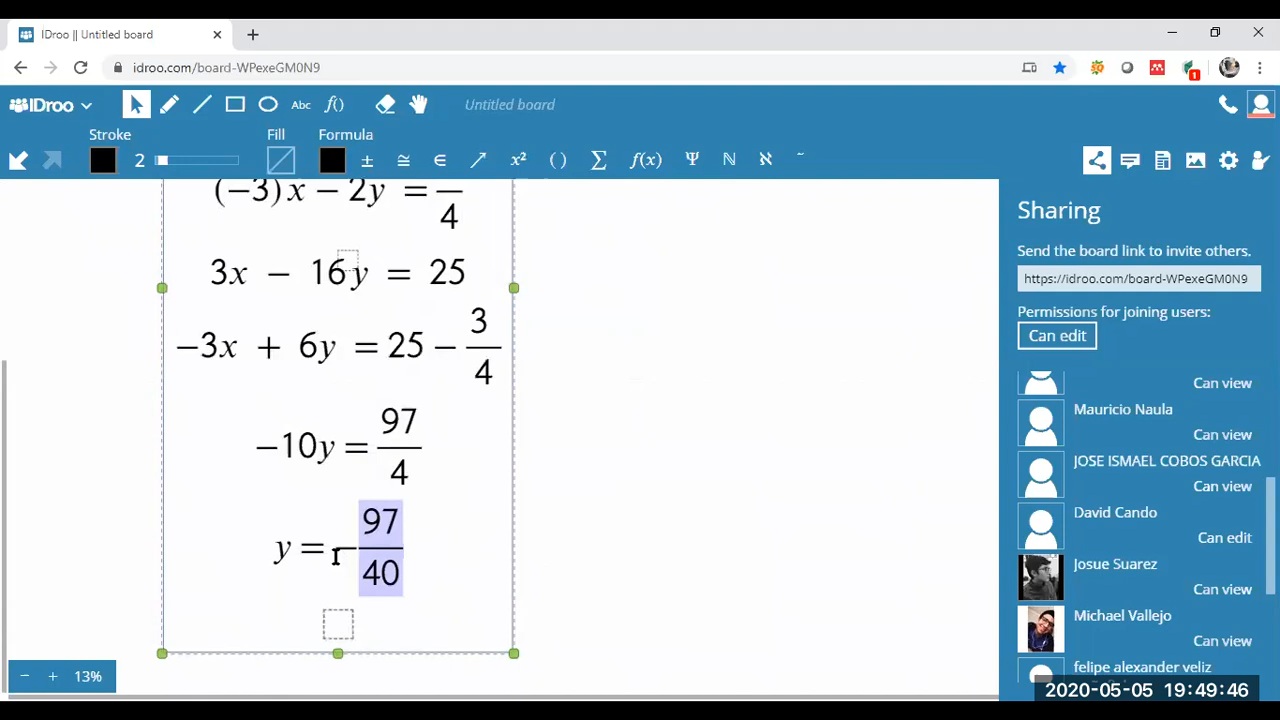 IDroo || Untitled board
idroo.com/board-WPexeGM0N9
1
IDroo
Abc
f()
Untitled board
Stroke
Fill
Formula
2
± ≅ ∈ x² ( ) ∑ f(x) Ψ ℕ ℵ
(−3)x − 2y = /4
3x − 16y = 25
−3x + 6y = 25 − 3/4
−10y = 97/4
y = −97/40
13%
Sharing
Send the board link to invite others.
https://idroo.com/board-WPexeGM0N9
Permissions for joining users:
Can edit
Can view
Mauricio Naula
Can view
JOSE ISMAEL COBOS GARCIA
Can view
David Cando
Can edit
Josue Suarez
Can view
Michael Vallejo
Can view
felipe alexander veliz
2020-05-05 19:49:46